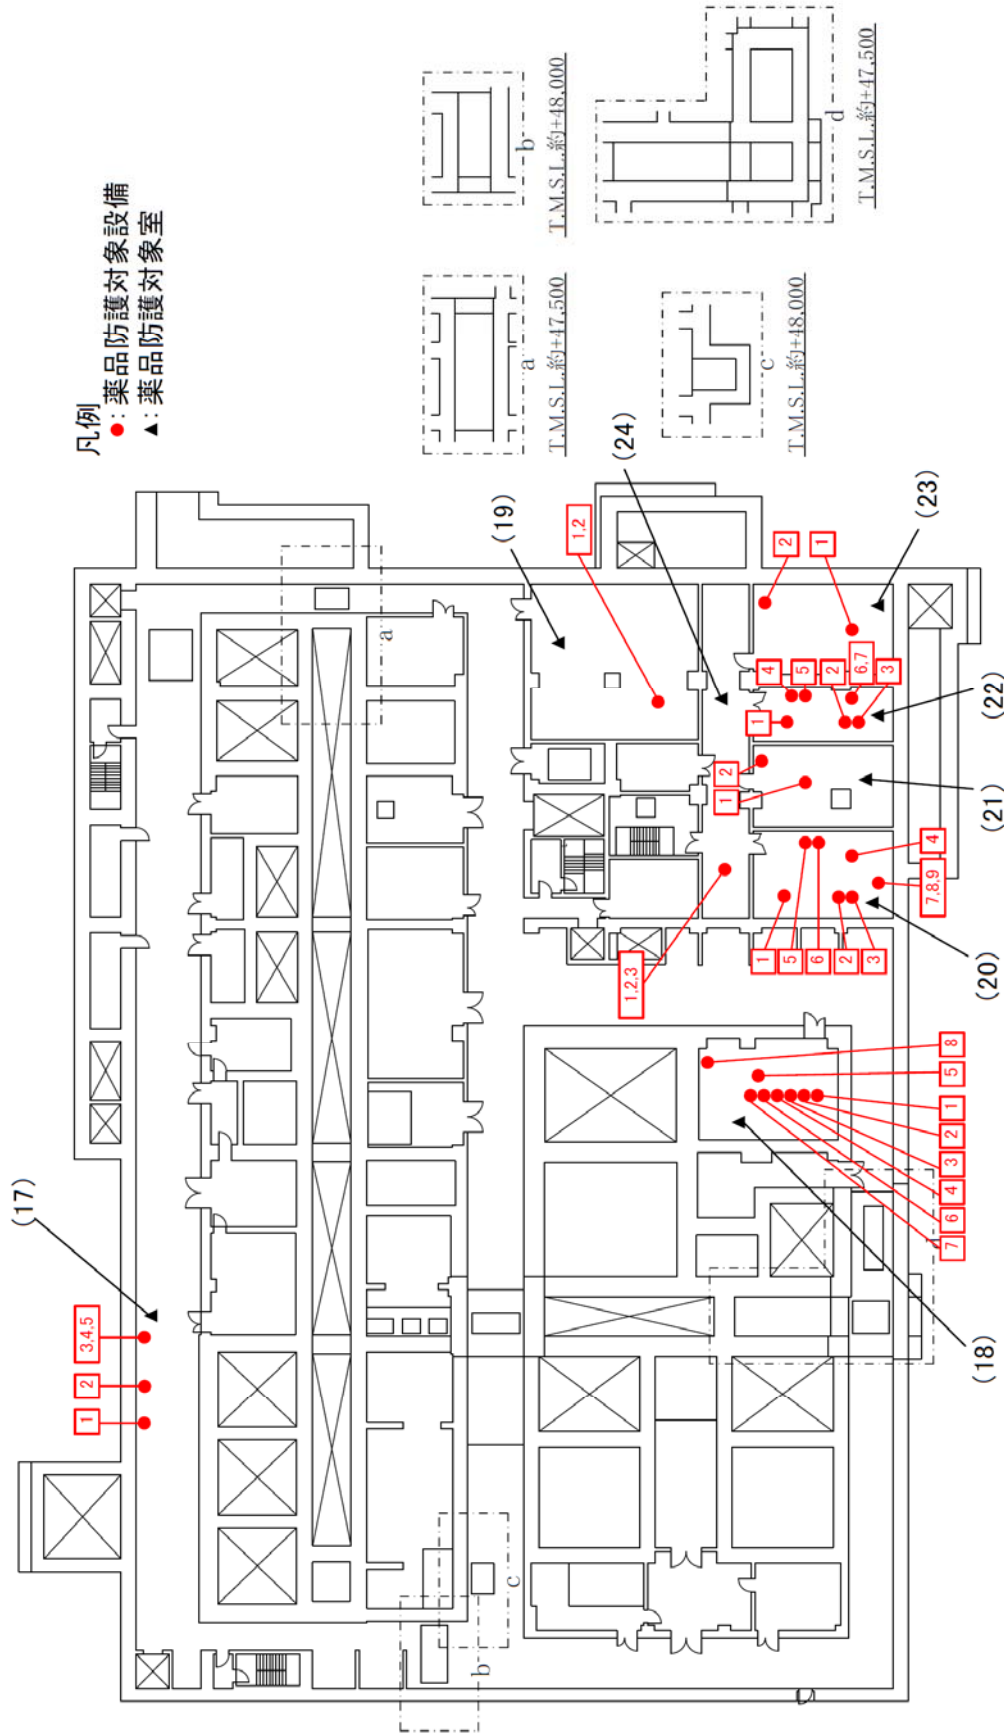 凡例
●：薬品防護対象設備
▲：薬品防護対象室
a
T.M.S.L.約+47,500
b
T.M.S.L.約+48,000
c
T.M.S.L.約+48,000
d
T.M.S.L.約+47,500
(17)
1
2
3,4,5
a
b
c
(19)
1,2
(24)
1,2,3
(23)
2
1
(22)
4
5
2
6,7
3
1
(21)
2
1
(20)
1
5
6
2
3
4
7,8,9
(18)
8
5
1
2
3
4
6
7